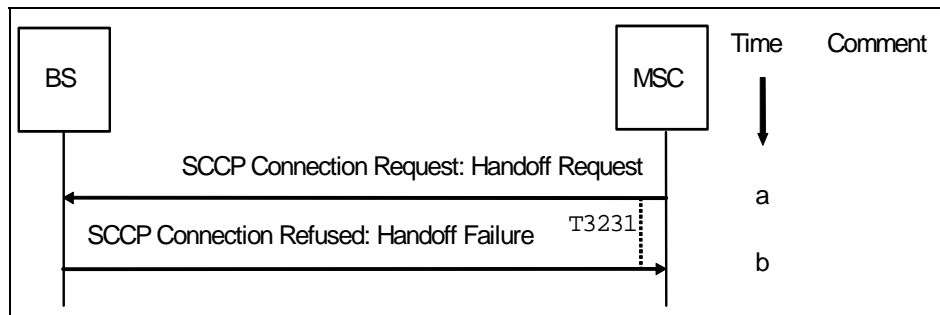 Time Comment
BS
MSC
SCCP Connection Request: Handoff Request
a
T3231
SCCP Connection Refused: Handoff Failure
b